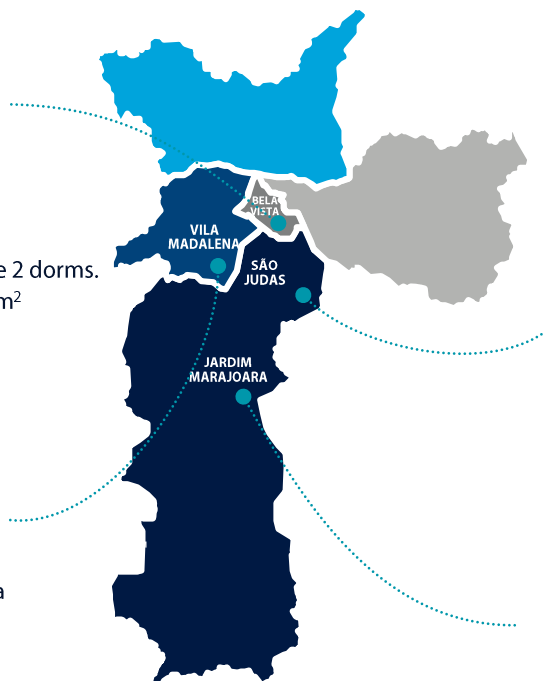 BELA
VISTA
VILA
MADALENA
e 2 dorms.
SÃO
JUDAS
m²
JARDIM
MARAJOARA
a